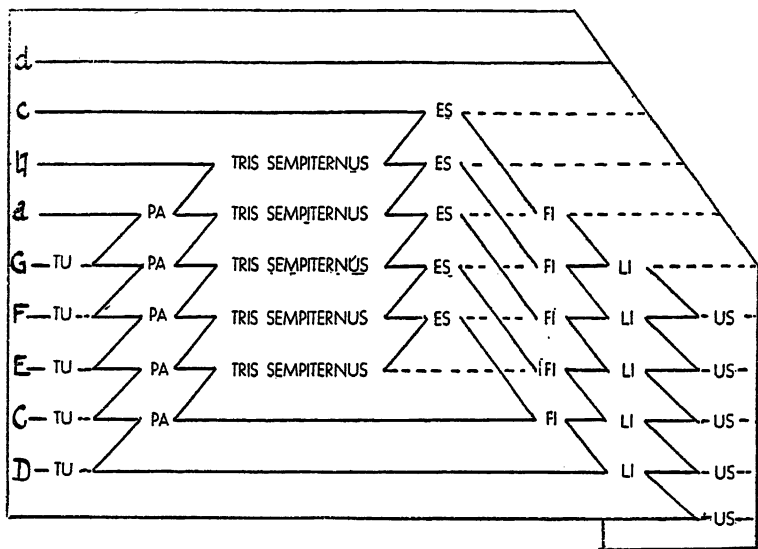 d
c ES
♮ TRIS SEMPITERNUS ES
a PA TRIS SEMPITERNUS ES FI
G TU PA TRIS SEMPITERNUS ES FI LI
F TU PA TRIS SEMPITERNUS ES FI LI US
E TU PA TRIS SEMPITERNUS FI LI US
C TU PA FI LI US
D TU LI US
US